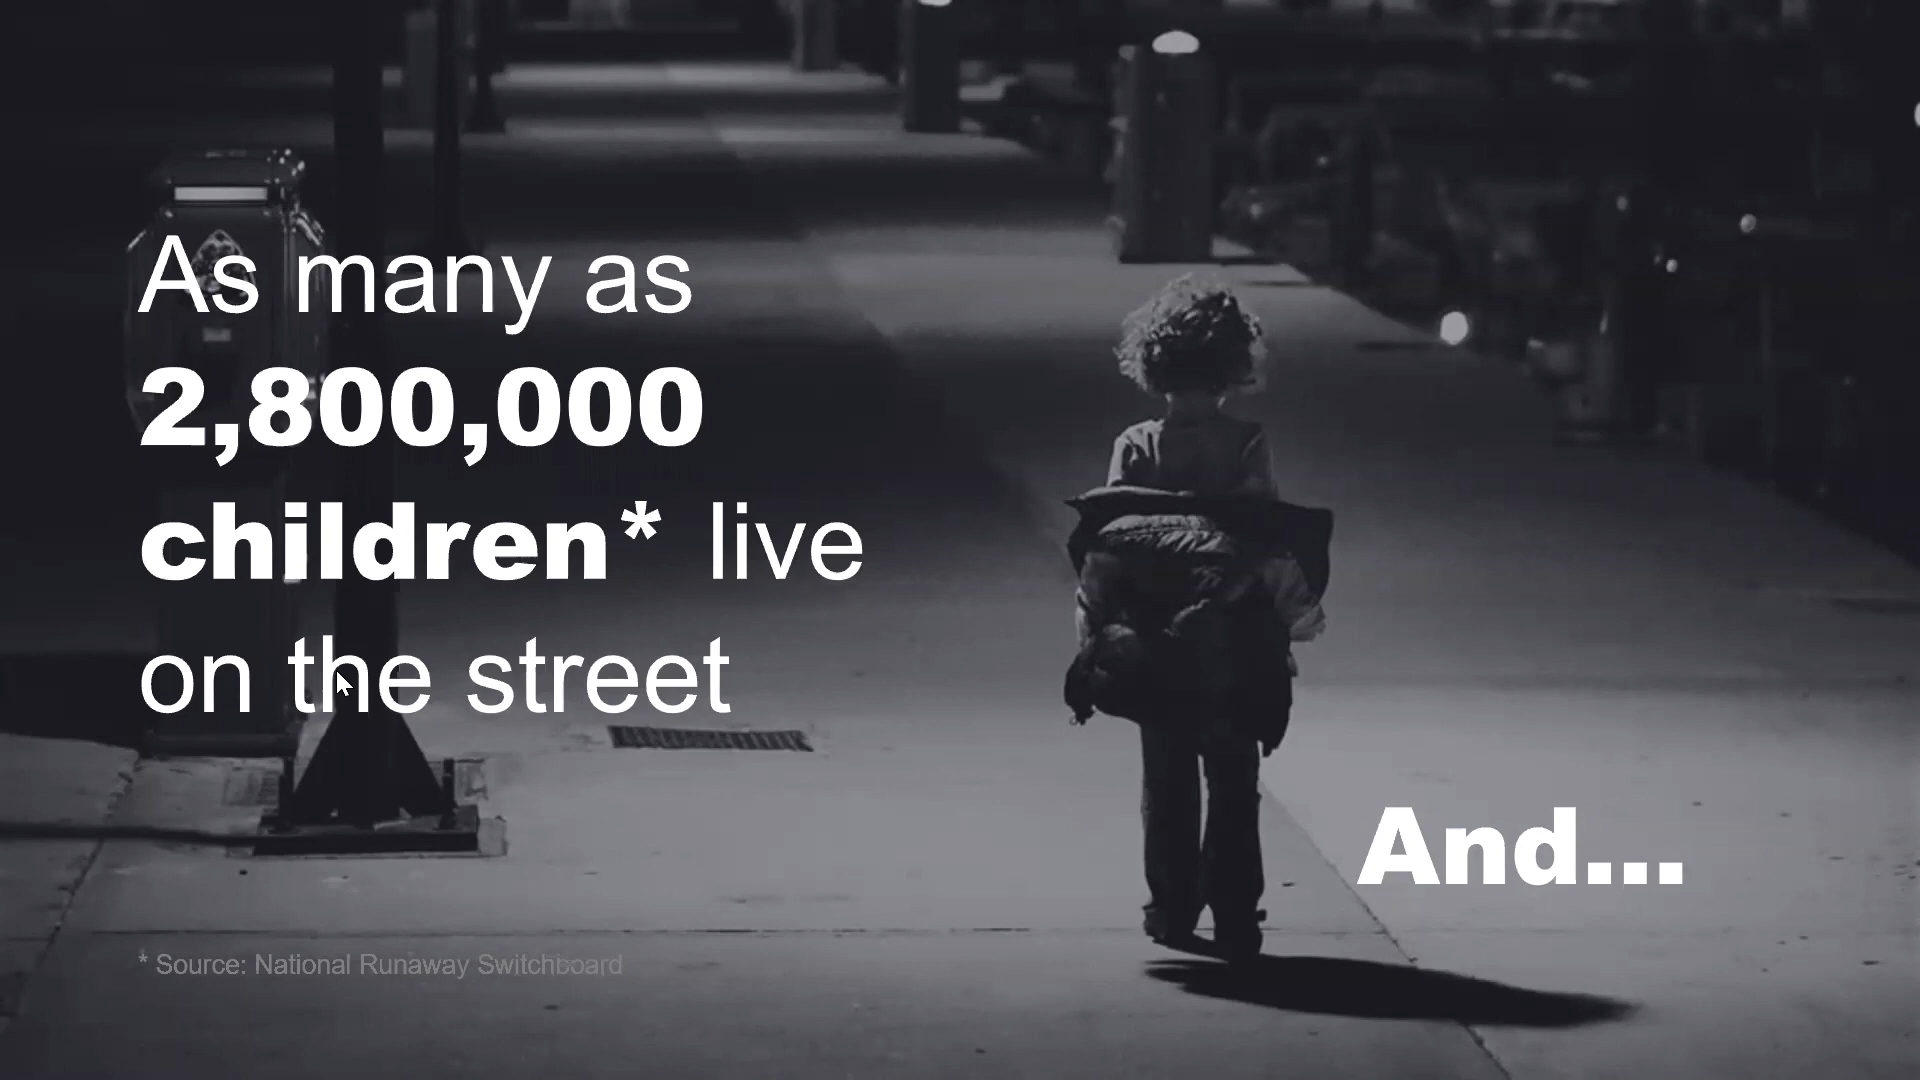 As many as
2,800,000
children* live
on the street
And...
* Source: National Runaway Switchboard